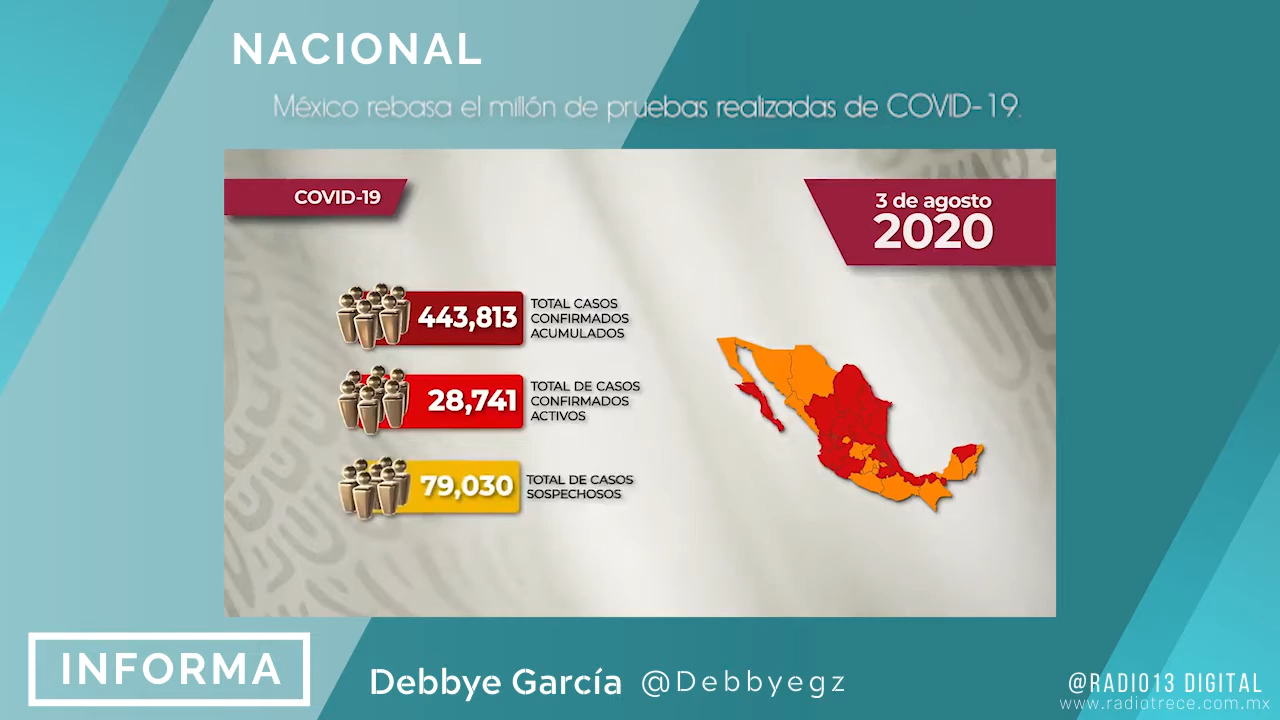 NACIONAL
México rebasa el millón de pruebas realizadas de COVID-19.
COVID-19
3 de agosto
2020
443,813
TOTAL CASOS
CONFIRMADOS
ACUMULADOS
28,741
TOTAL DE CASOS
CONFIRMADOS
ACTIVOS
79,030
TOTAL DE CASOS
SOSPECHOSOS
INFORMA
Debbye García @Debbyegz
@RADIO13 DIGITAL
www.radiotrece.com.mx